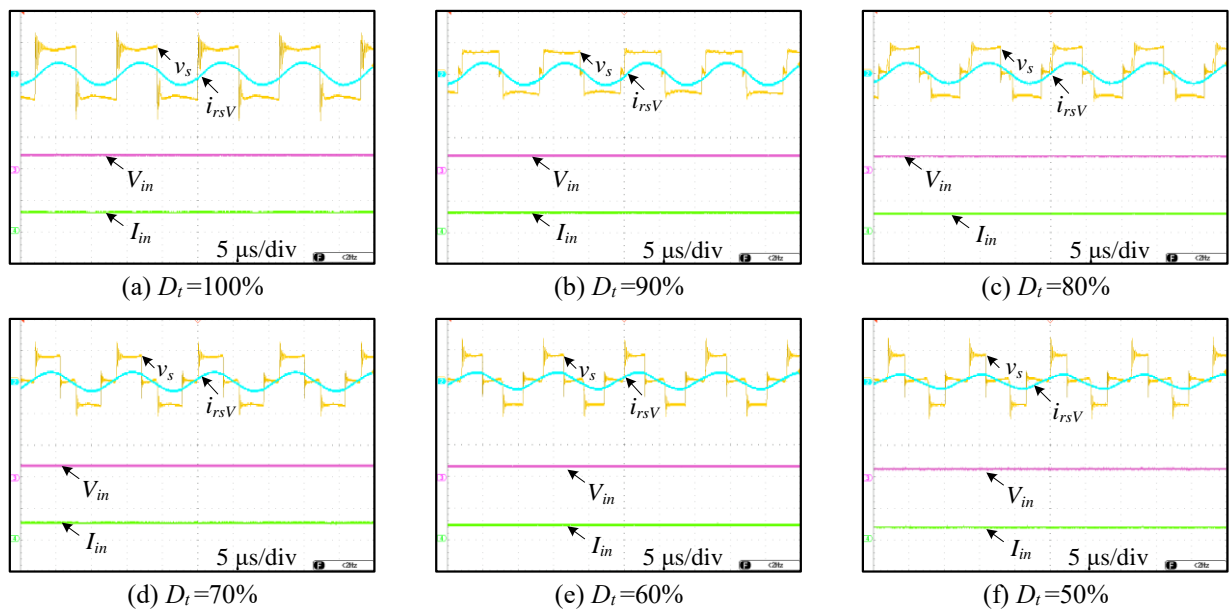 v_s
i_rsV
V_in
I_in
5 μs/div
(a) D_t=100%
v_s
i_rsV
V_in
I_in
5 μs/div
(b) D_t=90%
v_s
i_rsV
V_in
I_in
5 μs/div
(c) D_t=80%
v_s
i_rsV
V_in
I_in
5 μs/div
(d) D_t=70%
v_s
i_rsV
V_in
I_in
5 μs/div
(e) D_t=60%
v_s
i_rsV
V_in
I_in
5 μs/div
(f) D_t=50%